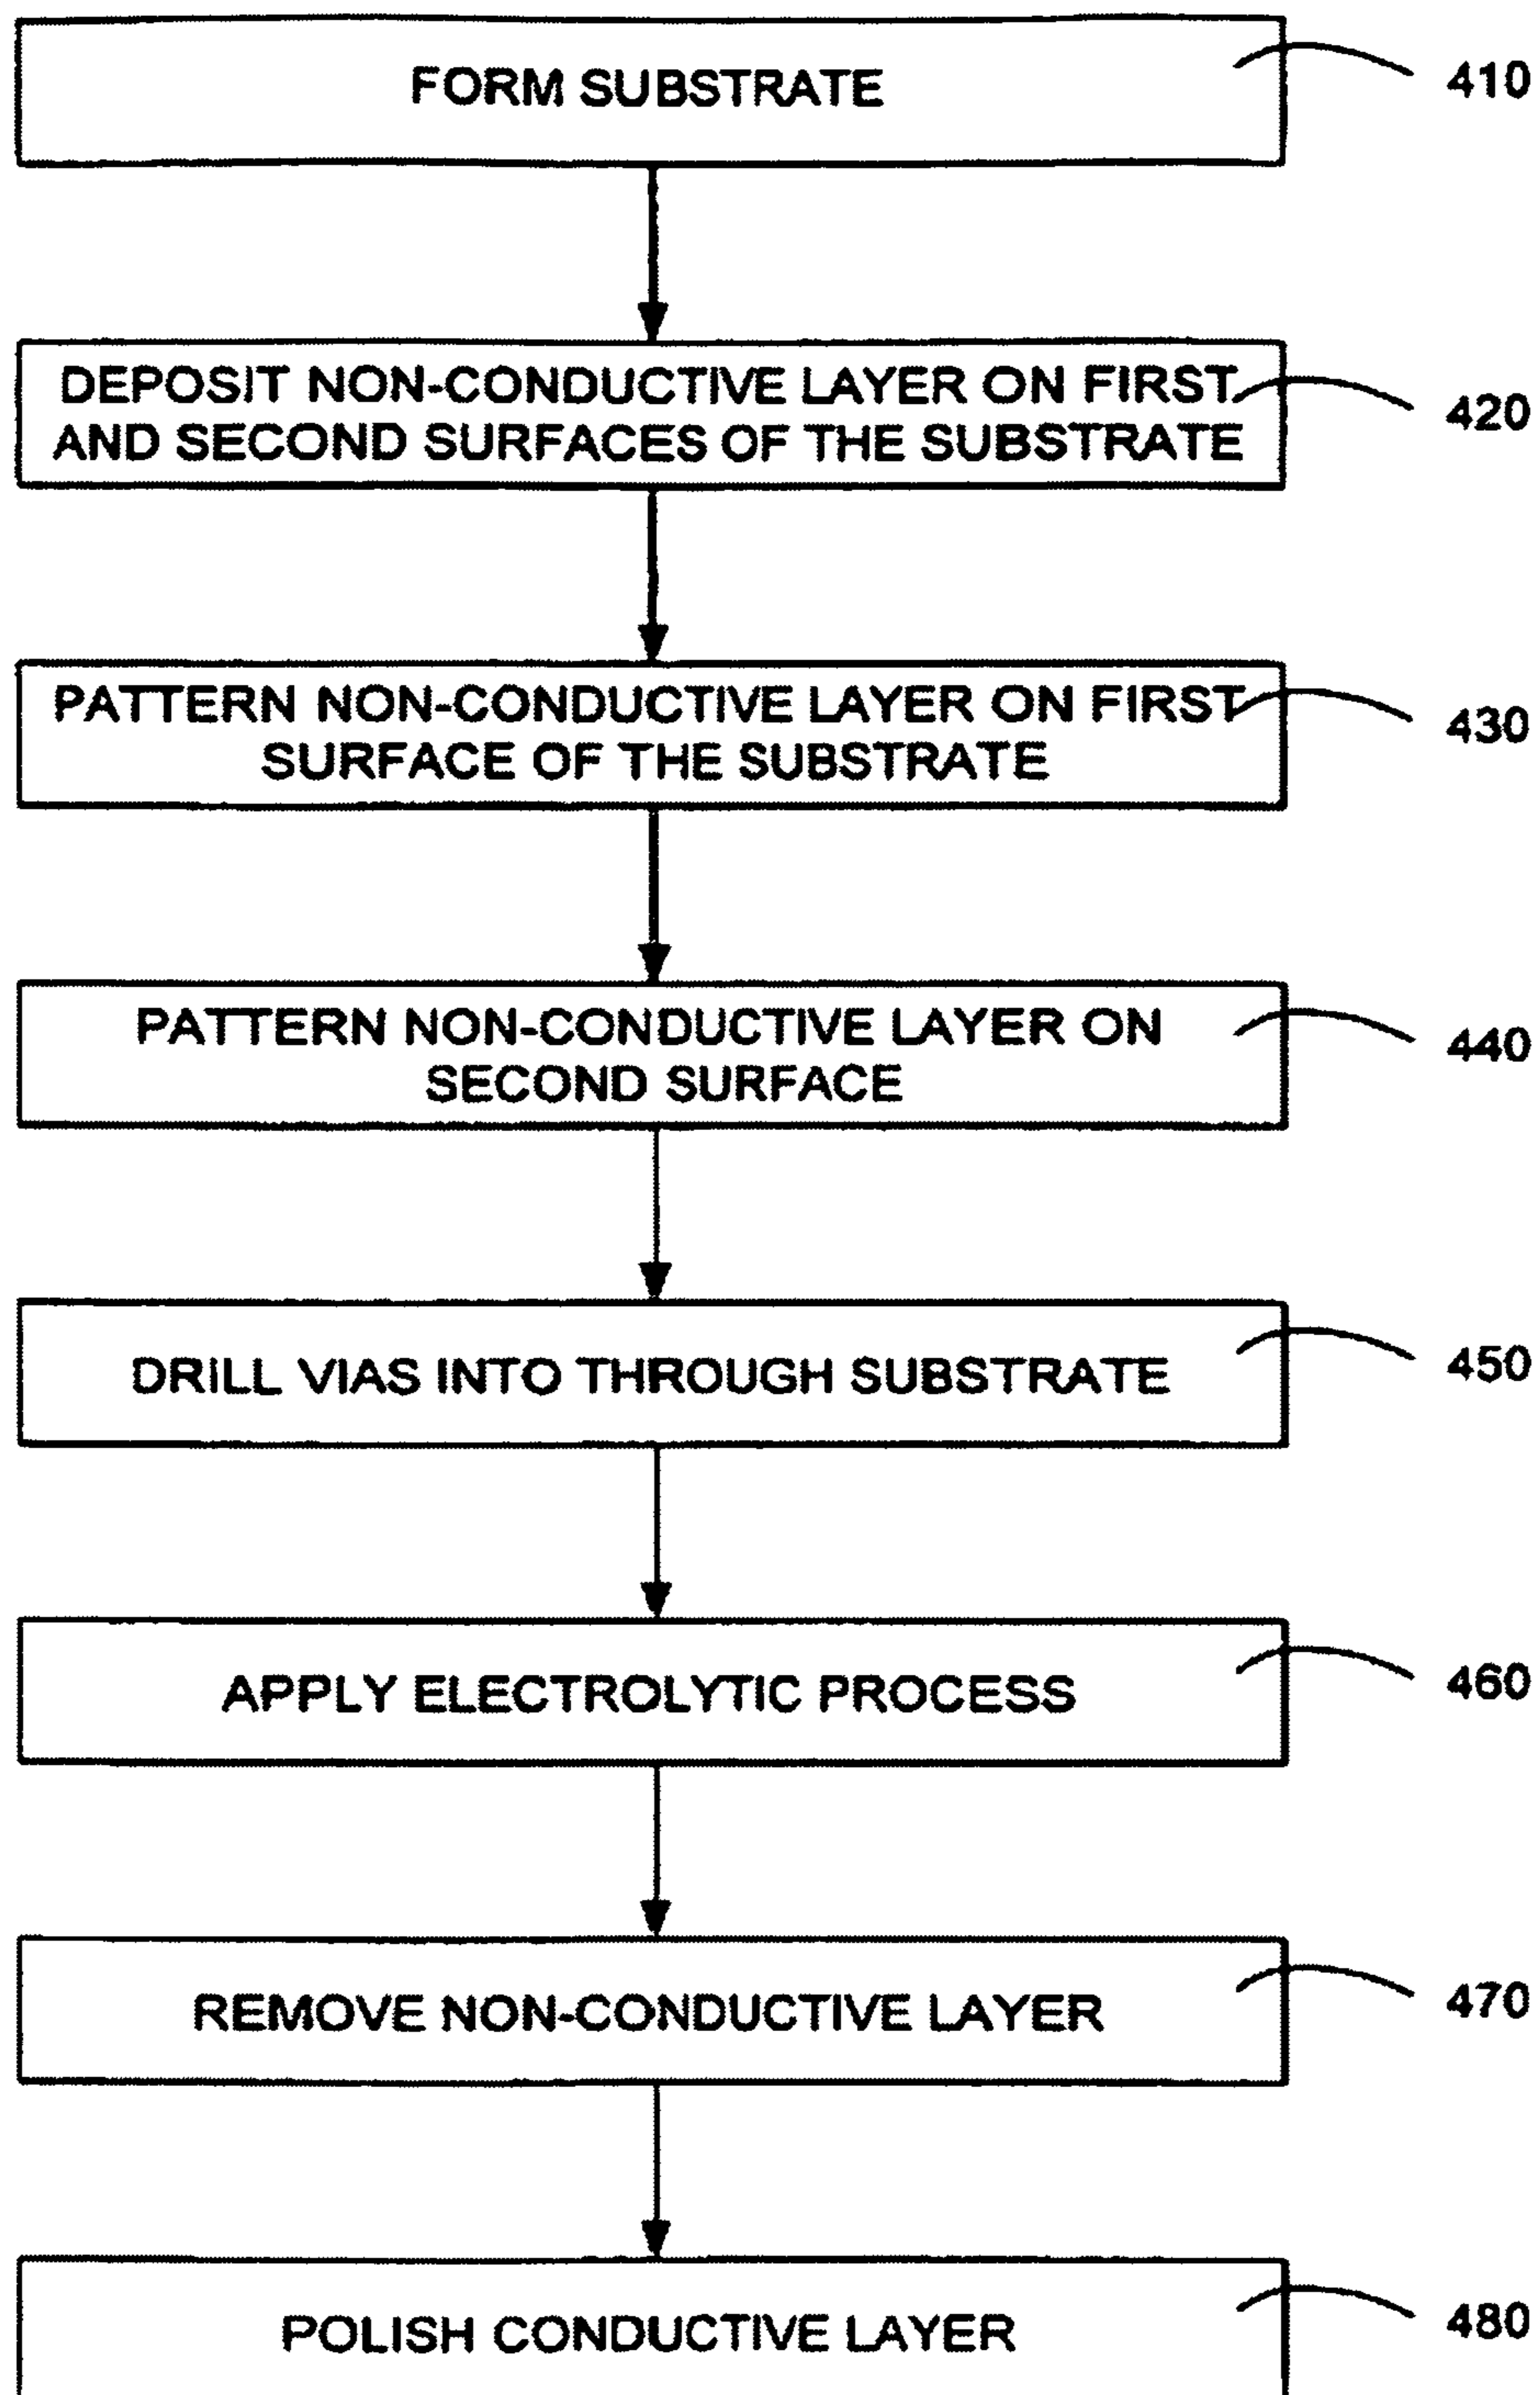 FORM SUBSTRATE
410
DEPOSIT NON-CONDUCTIVE LAYER ON FIRST
AND SECOND SURFACES OF THE SUBSTRATE
420
PATTERN NON-CONDUCTIVE LAYER ON FIRST
SURFACE OF THE SUBSTRATE
430
PATTERN NON-CONDUCTIVE LAYER ON
SECOND SURFACE
440
DRILL VIAS INTO THROUGH SUBSTRATE
450
APPLY ELECTROLYTIC PROCESS
460
REMOVE NON-CONDUCTIVE LAYER
470
POLISH CONDUCTIVE LAYER
480